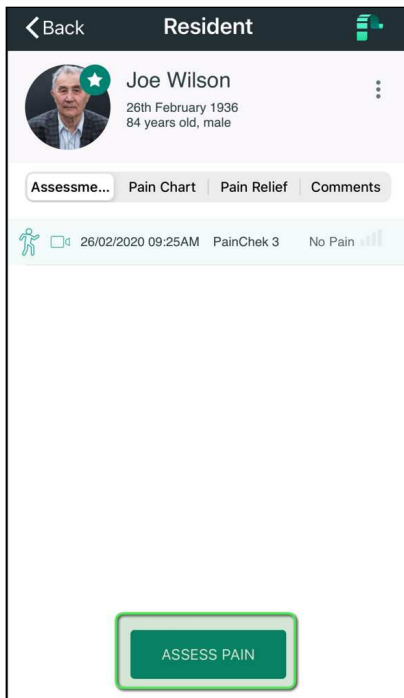 Back Resident
Joe Wilson
26th February 1936
84 years old, male
Assessme... Pain Chart Pain Relief Comments
26/02/2020 09:25AM PainChek 3 No Pain
ASSESS PAIN